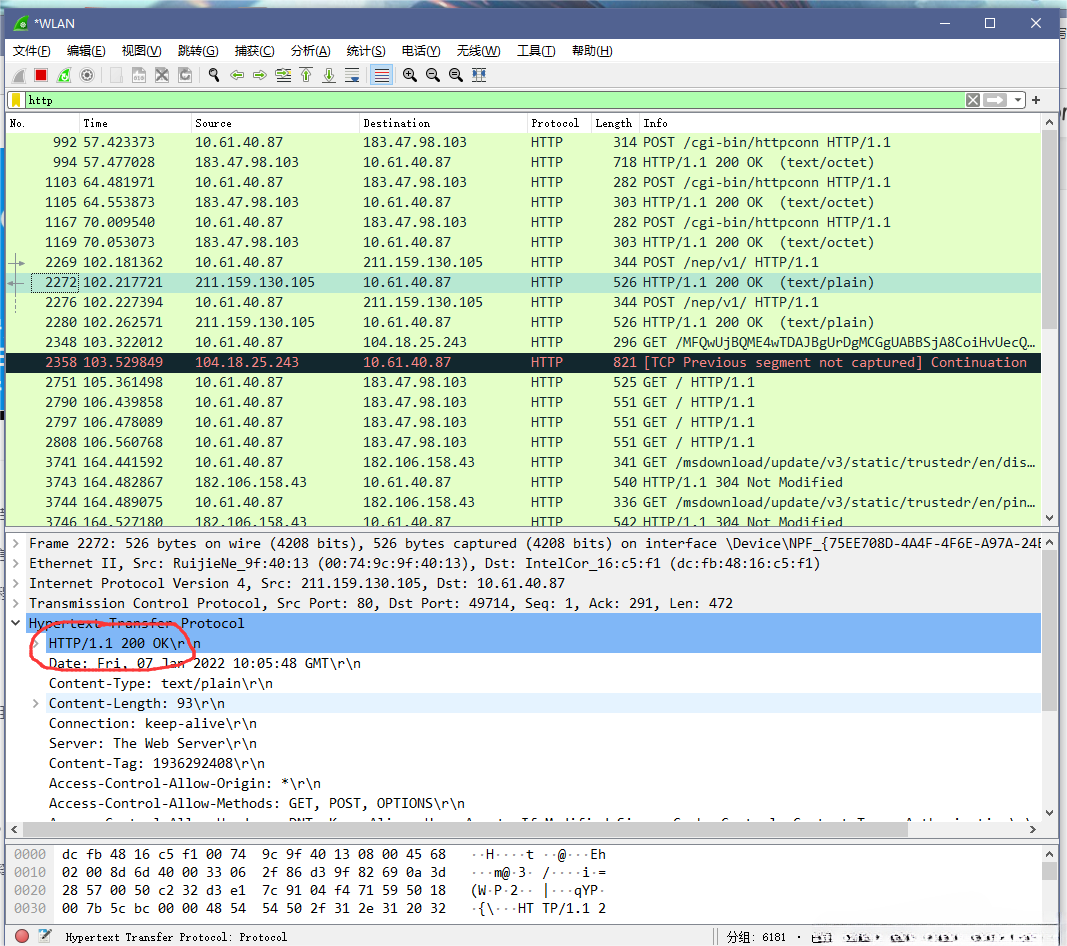 *WLAN
文件(F) 编辑(E) 视图(V) 跳转(G) 捕获(C) 分析(A) 统计(S) 电话(Y) 无线(W) 工具(T) 帮助(H)
http
No. Time Source Destination Protocol Length Info
992 57.423373 10.61.40.87 183.47.98.103 HTTP 314 POST /cgi-bin/httpconn HTTP/1.1
994 57.477028 183.47.98.103 10.61.40.87 HTTP 718 HTTP/1.1 200 OK (text/octet)
1103 64.481971 10.61.40.87 183.47.98.103 HTTP 282 POST /cgi-bin/httpconn HTTP/1.1
1105 64.553873 183.47.98.103 10.61.40.87 HTTP 303 HTTP/1.1 200 OK (text/octet)
1167 70.009540 10.61.40.87 183.47.98.103 HTTP 282 POST /cgi-bin/httpconn HTTP/1.1
1169 70.053073 183.47.98.103 10.61.40.87 HTTP 303 HTTP/1.1 200 OK (text/octet)
2269 102.181362 10.61.40.87 211.159.130.105 HTTP 344 POST /nep/v1/ HTTP/1.1
2272 102.217721 211.159.130.105 10.61.40.87 HTTP 526 HTTP/1.1 200 OK (text/plain)
2276 102.227394 10.61.40.87 211.159.130.105 HTTP 344 POST /nep/v1/ HTTP/1.1
2280 102.262571 211.159.130.105 10.61.40.87 HTTP 526 HTTP/1.1 200 OK (text/plain)
2348 103.322012 10.61.40.87 104.18.25.243 HTTP 296 GET /MFQwUjBQME4wTDAJBgUrDgMCGgUABBSjA8CoiHvUecQ…
2358 103.529849 104.18.25.243 10.61.40.87 HTTP 821 [TCP Previous segment not captured] Continuation
2751 105.361498 10.61.40.87 183.47.98.103 HTTP 525 GET / HTTP/1.1
2790 106.439858 10.61.40.87 183.47.98.103 HTTP 551 GET / HTTP/1.1
2797 106.478089 10.61.40.87 183.47.98.103 HTTP 551 GET / HTTP/1.1
2808 106.560768 10.61.40.87 183.47.98.103 HTTP 551 GET / HTTP/1.1
3741 164.441592 10.61.40.87 182.106.158.43 HTTP 341 GET /msdownload/update/v3/static/trustedr/en/dis…
3743 164.482867 182.106.158.43 10.61.40.87 HTTP 540 HTTP/1.1 304 Not Modified
3744 164.489075 10.61.40.87 182.106.158.43 HTTP 336 GET /msdownload/update/v3/static/trustedr/en/pin…
3746 164.527180 182.106.158.43 10.61.40.87 HTTP 542 HTTP/1.1 304 Not Modified
Frame 2272: 526 bytes on wire (4208 bits), 526 bytes captured (4208 bits) on interface \Device\NPF_{75EE708D-4A4F-4F6E-A97A-24E
Ethernet II, Src: RuijieNe_9f:40:13 (00:74:9c:9f:40:13), Dst: IntelCor_16:c5:f1 (dc:fb:48:16:c5:f1)
Internet Protocol Version 4, Src: 211.159.130.105, Dst: 10.61.40.87
Transmission Control Protocol, Src Port: 80, Dst Port: 49714, Seq: 1, Ack: 291, Len: 472
Hypertext Transfer Protocol
HTTP/1.1 200 OK\r\n
Date: Fri, 07 Jan 2022 10:05:48 GMT\r\n
Content-Type: text/plain\r\n
Content-Length: 93\r\n
Connection: keep-alive\r\n
Server: The Web Server\r\n
Content-Tag: 1936292408\r\n
Access-Control-Allow-Origin: *\r\n
Access-Control-Allow-Methods: GET, POST, OPTIONS\r\n
0000 dc fb 48 16 c5 f1 00 74 9c 9f 40 13 08 00 45 68 ··H····t ··@···Eh
0010 02 00 8d 6d 40 00 33 06 2f 86 d3 9f 82 69 0a 3d ···m@·3· /····i·=
0020 28 57 00 50 c2 32 d3 e1 7c 91 04 f4 71 59 50 18 (W·P·2·· |···qYP·
0030 00 7b 5c bc 00 00 48 54 54 50 2f 31 2e 31 20 32 ·{\···HT TP/1.1 2
Hypertext Transfer Protocol: Protocol
分组: 6181 ·